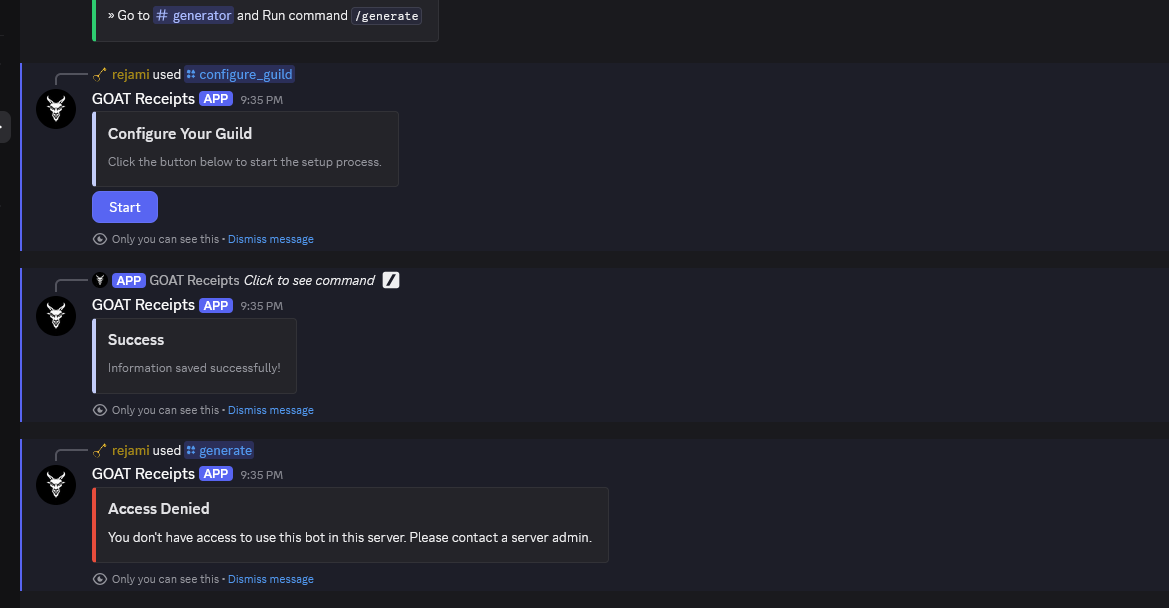 » Go to # generator and Run command /generate
rejami used configure_guild
GOAT Receipts APP 9:35 PM
Configure Your Guild
Click the button below to start the setup process.
Start
Only you can see this • Dismiss message
APP GOAT Receipts Click to see command
GOAT Receipts APP 9:35 PM
Success
Information saved successfully!
Only you can see this • Dismiss message
rejami used generate
GOAT Receipts APP 9:35 PM
Access Denied
You don't have access to use this bot in this server. Please contact a server admin.
Only you can see this • Dismiss message